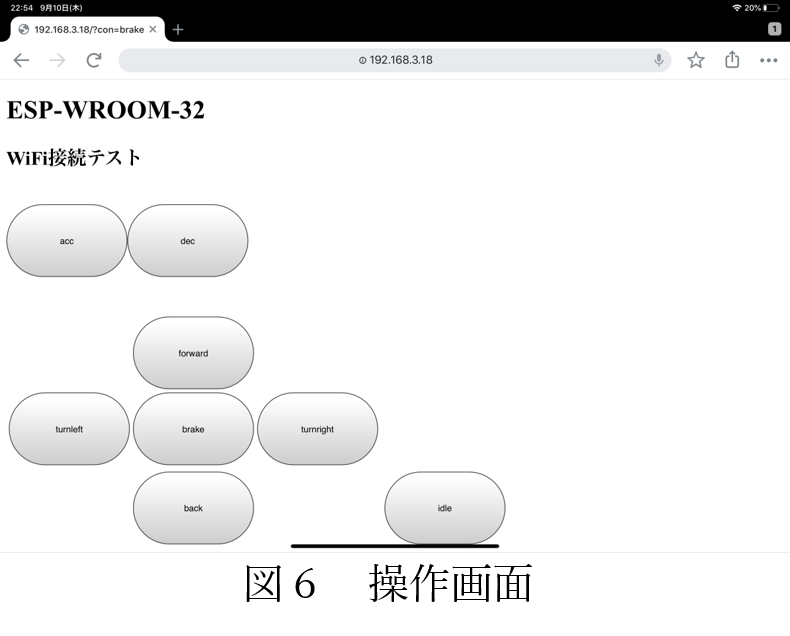 22:54 9月10日(木) 20%
192.168.3.18/?con=brake 1
192.168.3.18
ESP-WROOM-32
WiFi接続テスト
acc dec
forward
turnleft brake turnright
back idle
図6 操作画面